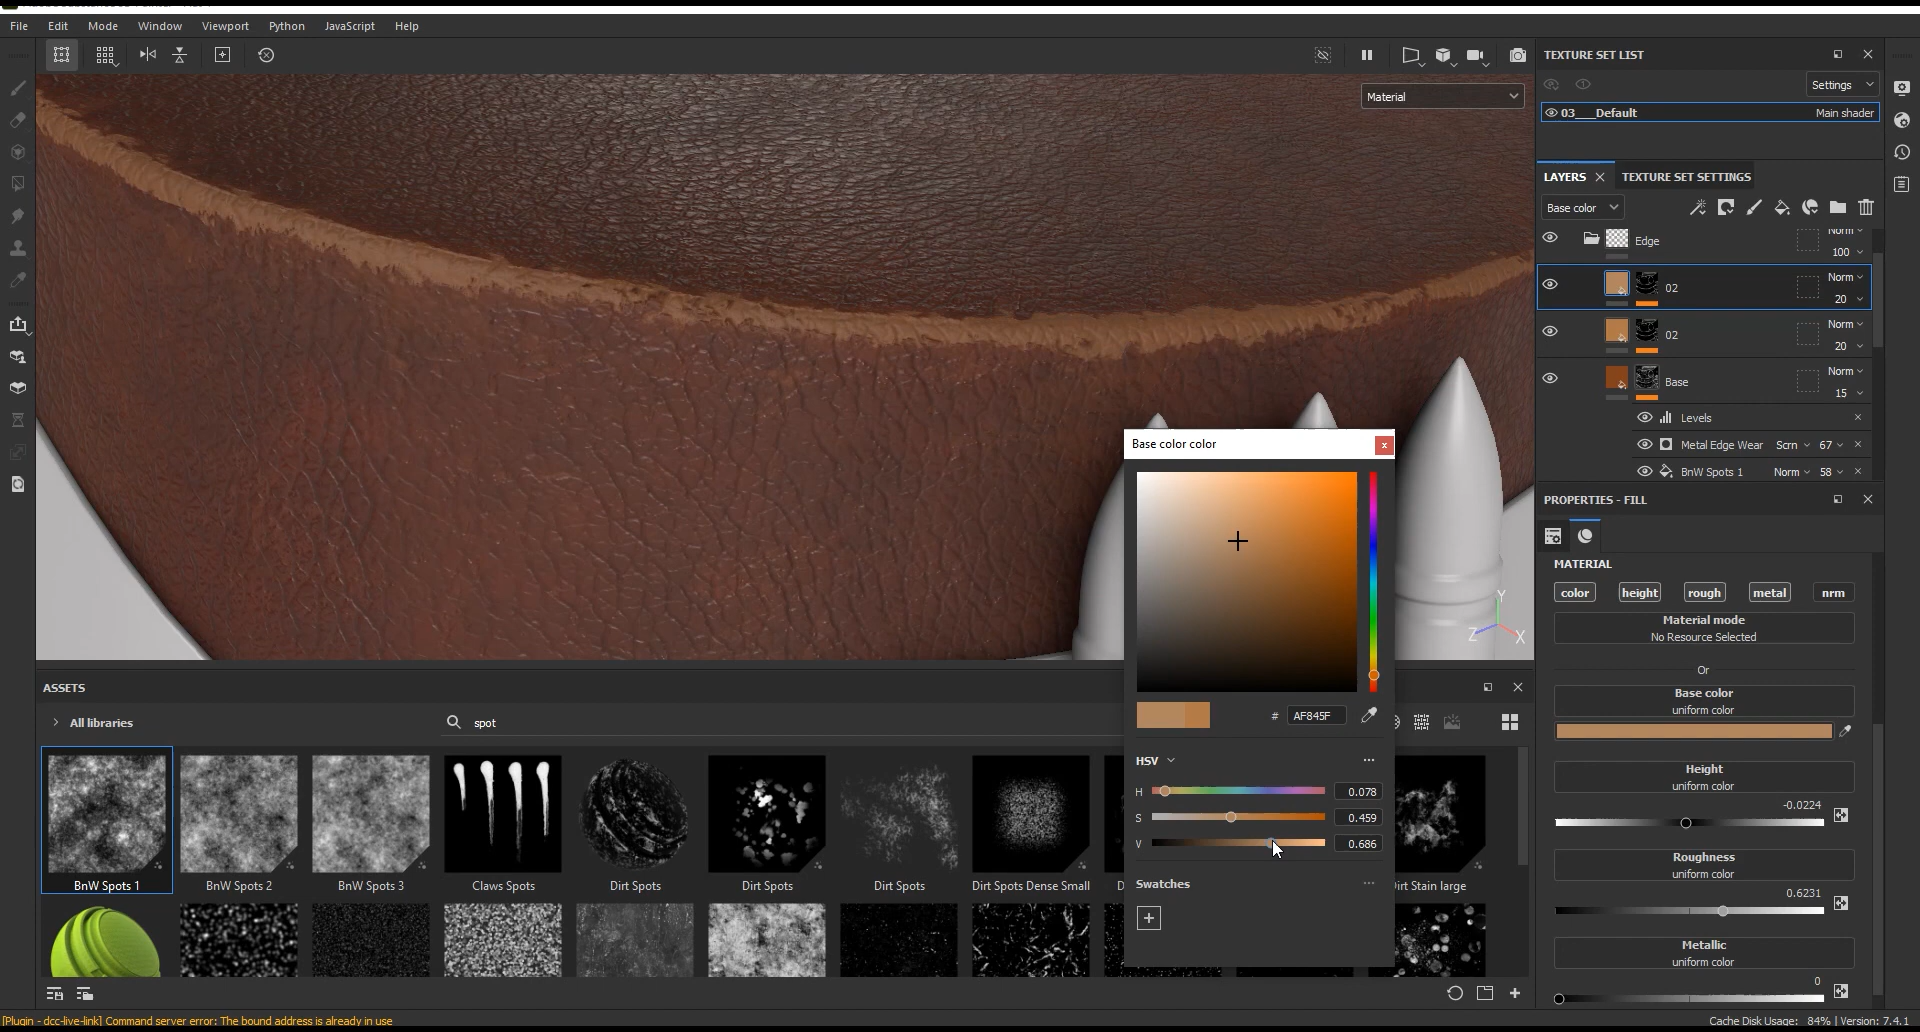 File Edit Mode Window Viewport Python JavaScript Help
Material
TEXTURE SET LIST
Settings
03___Default Main shader
LAYERS TEXTURE SET SETTINGS
Base color
Edge Norm
100
02 Norm
20
02 Norm
20
Base Norm
15
Levels
Metal Edge Wear Scrn 67
BnW Spots 1 Norm 58
PROPERTIES - FILL
MATERIAL
color height rough metal nrm
Material mode
No Resource Selected
Or
Base color
uniform color
Height
uniform color
-0.0224
Roughness
uniform color
0.6231
Metallic
uniform color
0
Base color color
# AF845F
HSV
H 0.078
S 0.459
V 0.686
Swatches
Y
Z X
ASSETS
All libraries
spot
BnW Spots 1 BnW Spots 2 BnW Spots 3 Claws Spots Dirt Spots Dirt Spots Dirt Spots Dirt Spots Dense Small Stain large
[Plugin - dcc-live-link] Command server error: The bound address is already in use
Cache Disk Usage: 84% | Version: 7.4.1